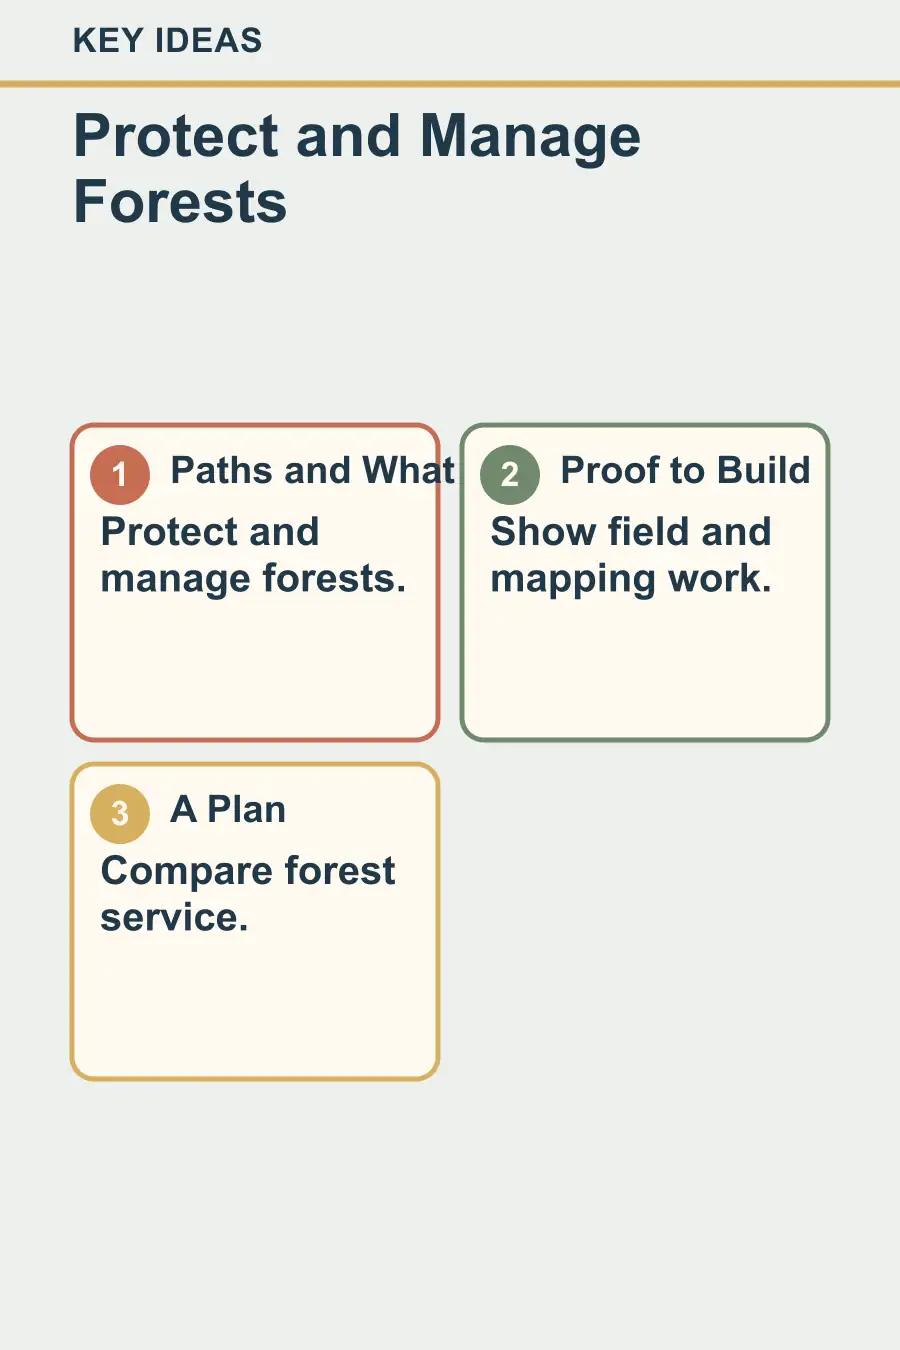 KEY IDEAS
Protect and Manage
Forests
1 Paths and What
Protect and
manage forests.
2 Proof to Build
Show field and
mapping work.
3 A Plan
Compare forest
service.